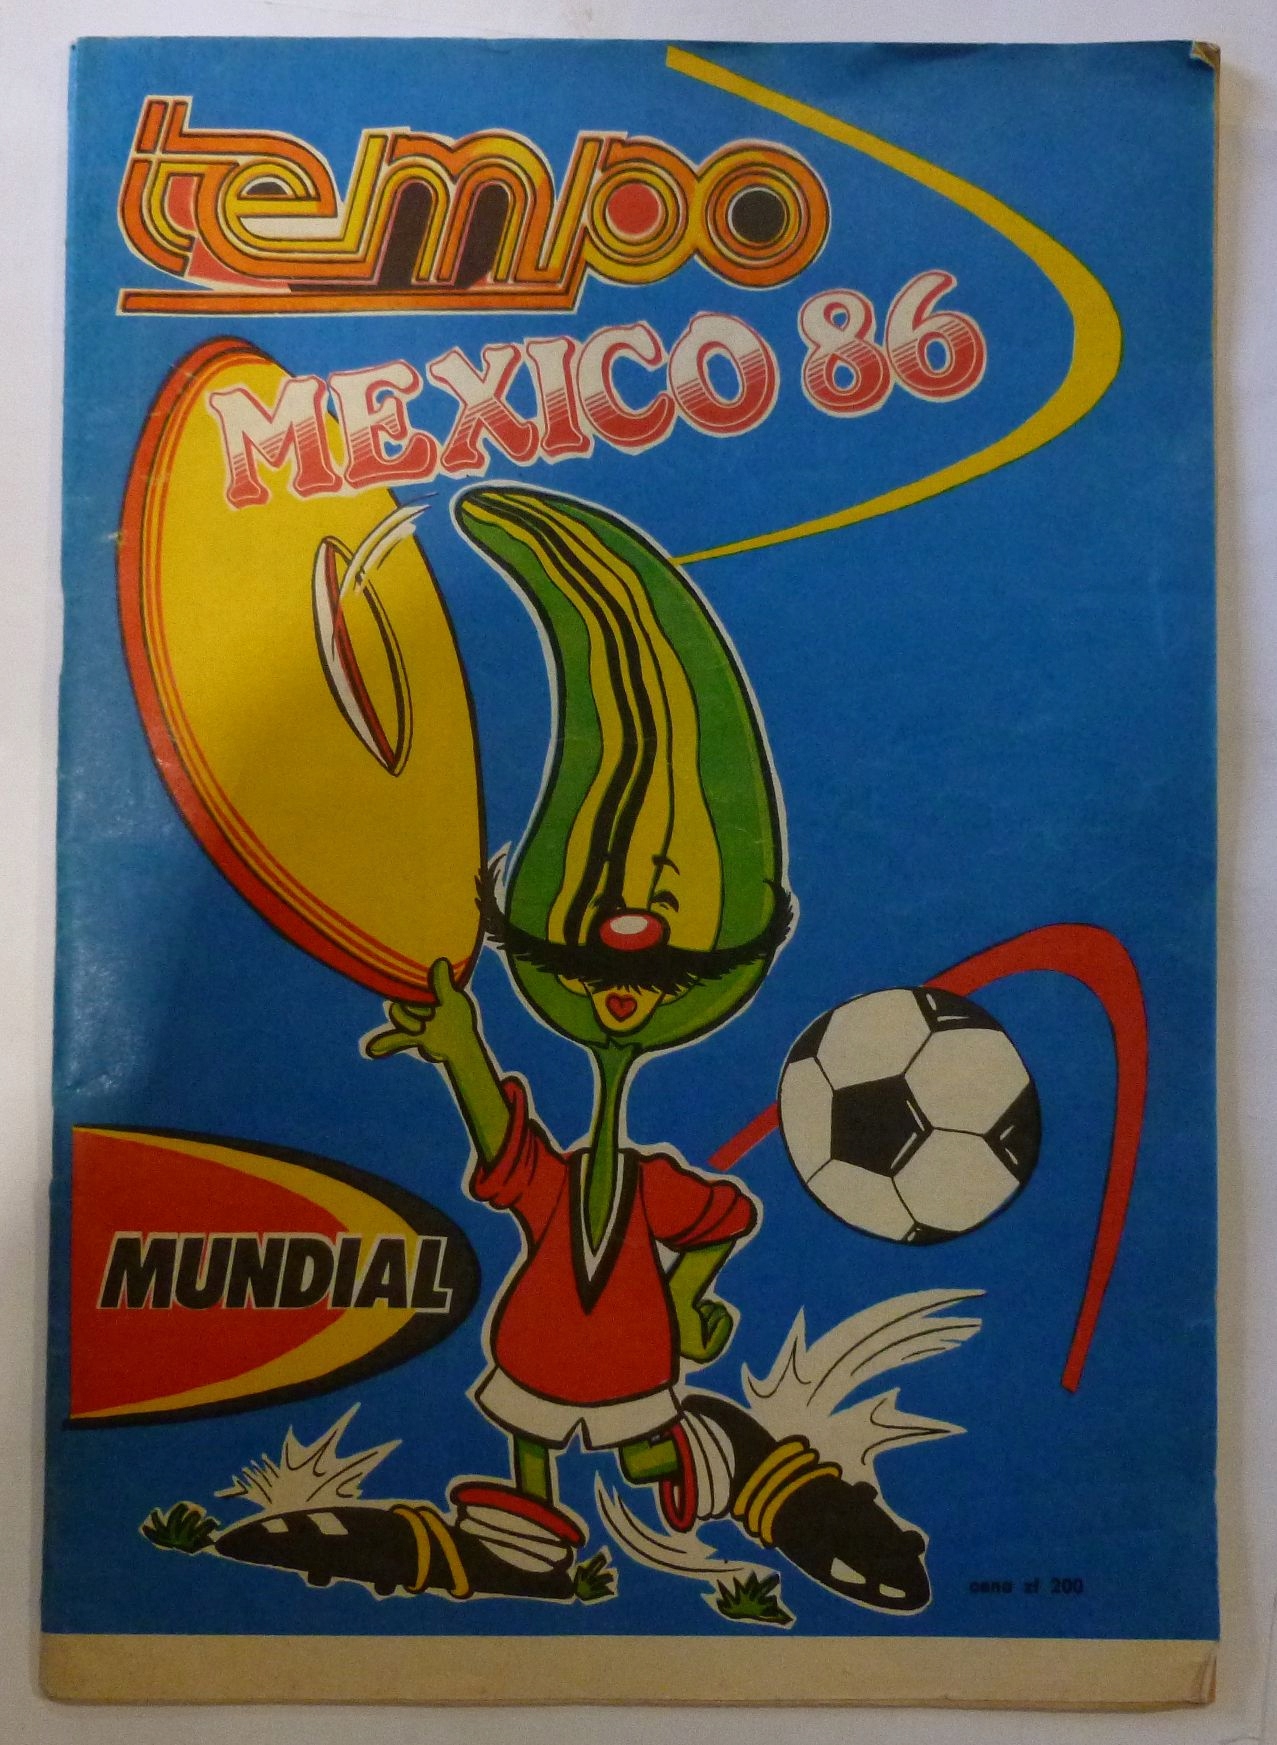 tempo
MEXICO 86
MUNDIAL
cena zł 200